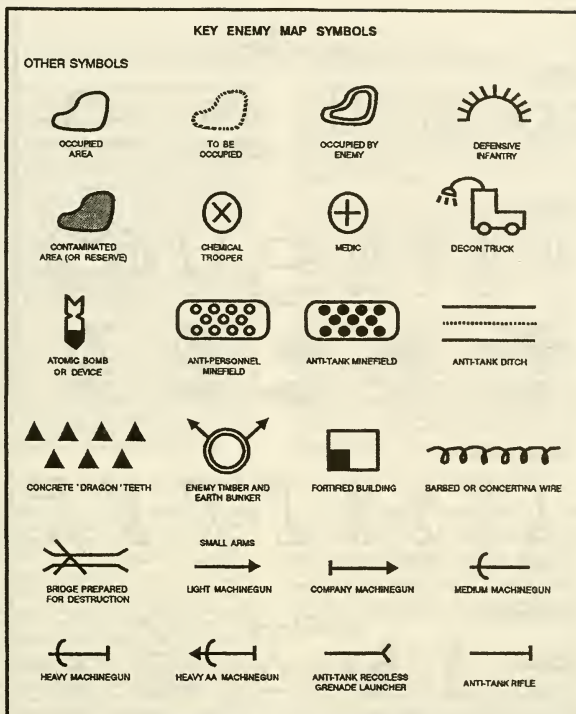 KEY ENEMY MAP SYMBOLS
OTHER SYMBOLS
OCCUPIED
AREA
TO BE
OCCUPIED
OCCUPIED BY
ENEMY
DEFENSIVE
INFANTRY
CONTAMINATED
AREA (OR RESERVE)
CHEMICAL
TROOPER
MEDIC
DECON TRUCK
ATOMIC BOMB
OR DEVICE
ANTI-PERSONNEL
MINEFIELD
ANTI-TANK MINEFIELD
ANTI-TANK DITCH
CONCRETE 'DRAGON' TEETH
ENEMY TIMBER AND
EARTH BUNKER
FORTIFIED BUILDING
BARBED OR CONCERTINA WIRE
BRIDGE PREPARED
FOR DESTRUCTION
SMALL ARMS
LIGHT MACHINEGUN
COMPANY MACHINEGUN
MEDIUM MACHINEGUN
HEAVY MACHINEGUN
HEAVY AA MACHINEGUN
ANTI-TANK RECOILESS
GRENADE LAUNCHER
ANTI-TANK RIFLE